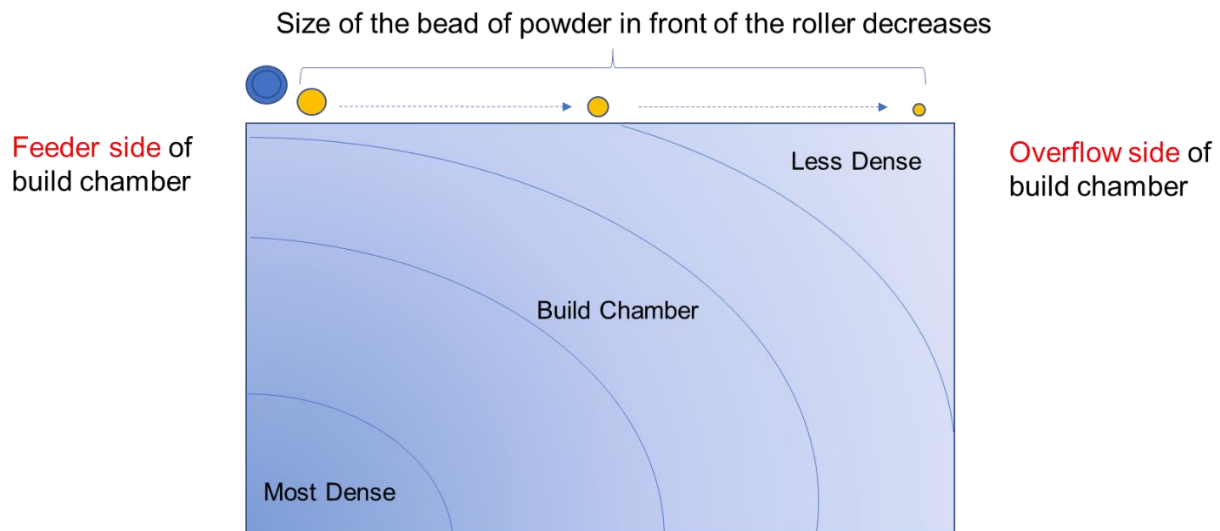 Size of the bead of powder in front of the roller decreases
Feeder side of
build chamber
Less Dense
Overflow side of
build chamber
Build Chamber
Most Dense